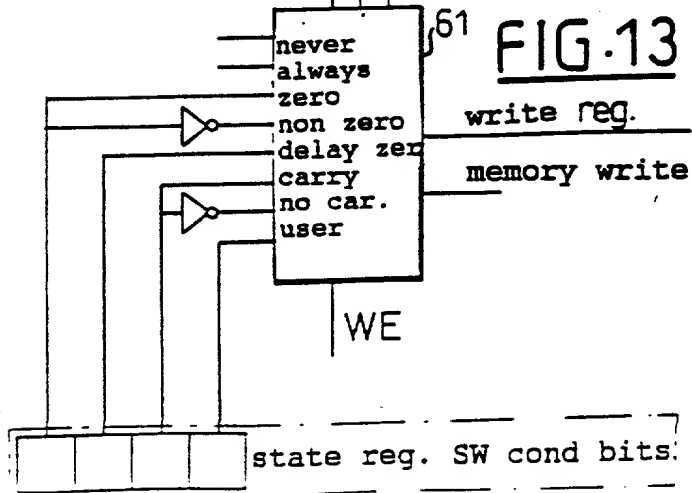 61
FIG.13
never
always
zero
non zero
delay zer
carry
no car.
user
write reg.
memory write
WE
state reg. SW cond bits.